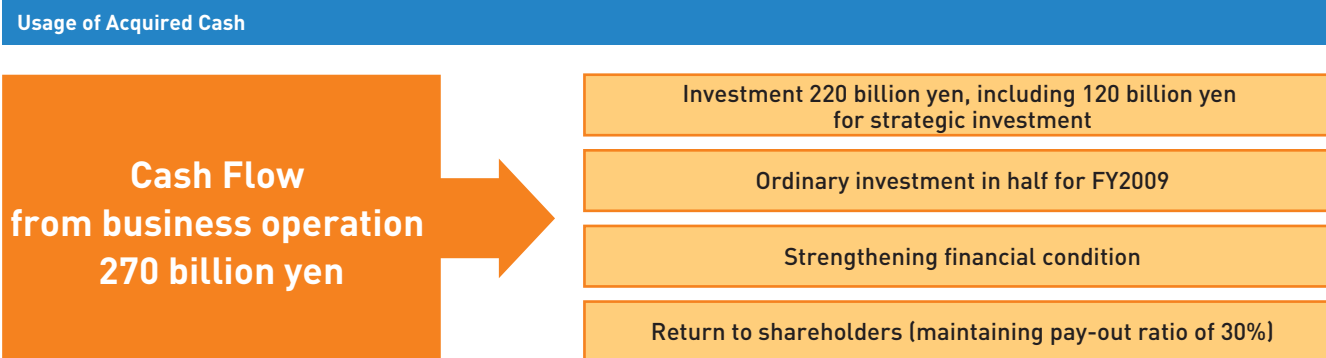 Usage of Acquired Cash
Cash Flow
from business operation
270 billion yen
Investment 220 billion yen, including 120 billion yen
for strategic investment
Ordinary investment in half for FY2009
Strengthening financial condition
Return to shareholders (maintaining pay-out ratio of 30%)